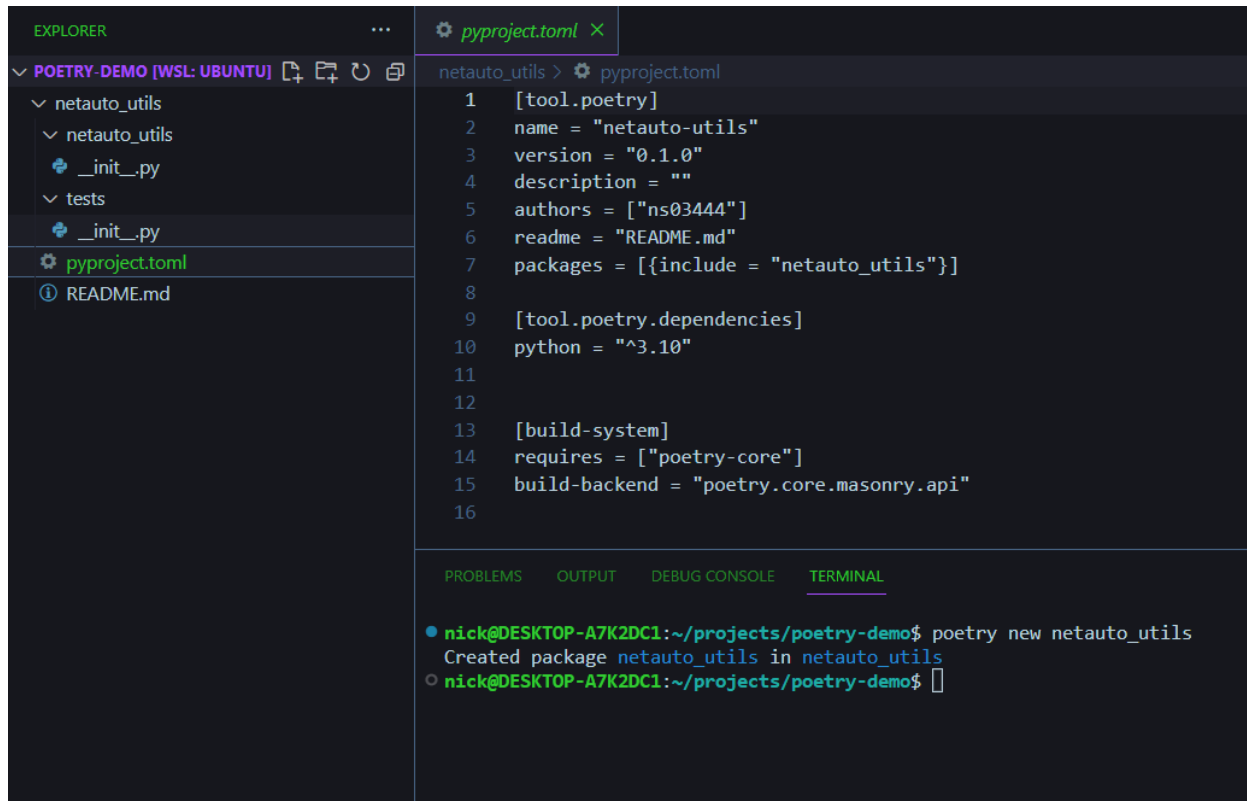 EXPLORER ...
POETRY-DEMO [WSL: UBUNTU]
netauto_utils
netauto_utils
__init__.py
tests
__init__.py
pyproject.toml
README.md
pyproject.toml
netauto_utils > pyproject.toml
1 [tool.poetry]
2 name = "netauto-utils"
3 version = "0.1.0"
4 description = ""
5 authors = ["ns03444"]
6 readme = "README.md"
7 packages = [{include = "netauto_utils"}]
8
9 [tool.poetry.dependencies]
10 python = "^3.10"
11
12
13 [build-system]
14 requires = ["poetry-core"]
15 build-backend = "poetry.core.masonry.api"
16
PROBLEMS OUTPUT DEBUG CONSOLE TERMINAL
nick@DESKTOP-A7K2DC1:~/projects/poetry-demo$ poetry new netauto_utils
Created package netauto_utils in netauto_utils
nick@DESKTOP-A7K2DC1:~/projects/poetry-demo$